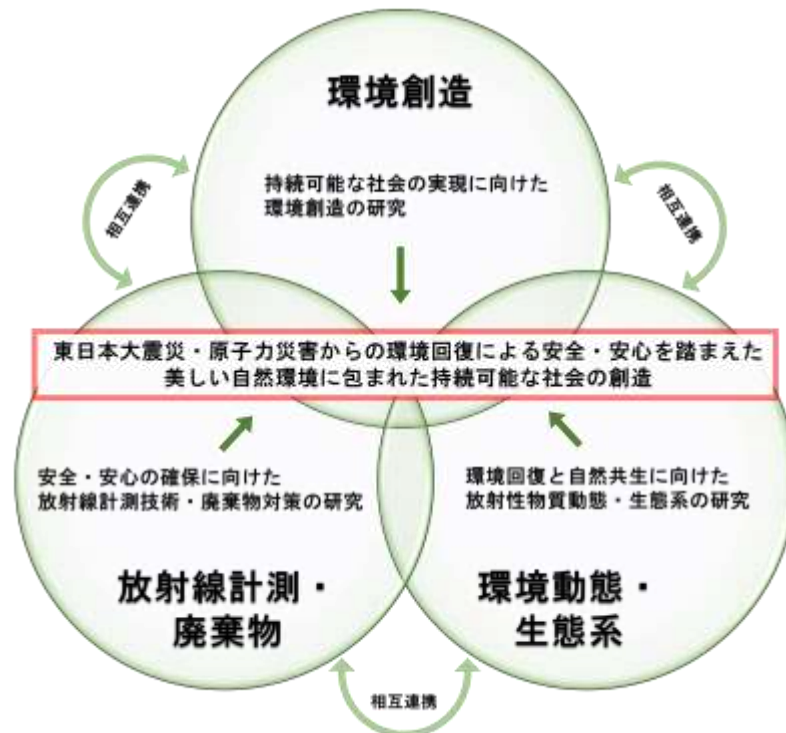 環境創造
持続可能な社会の実現に向けた
環境創造の研究
相互連携
相互連携
東日本大震災・原子力災害からの環境回復による安全・安心を踏まえた
美しい自然環境に包まれた持続可能な社会の創造
安全・安心の確保に向けた
放射線計測技術・廃棄物対策の研究
環境回復と自然共生に向けた
放射性物質動態・生態系の研究
放射線計測・
廃棄物
環境動態・
生態系
相互連携